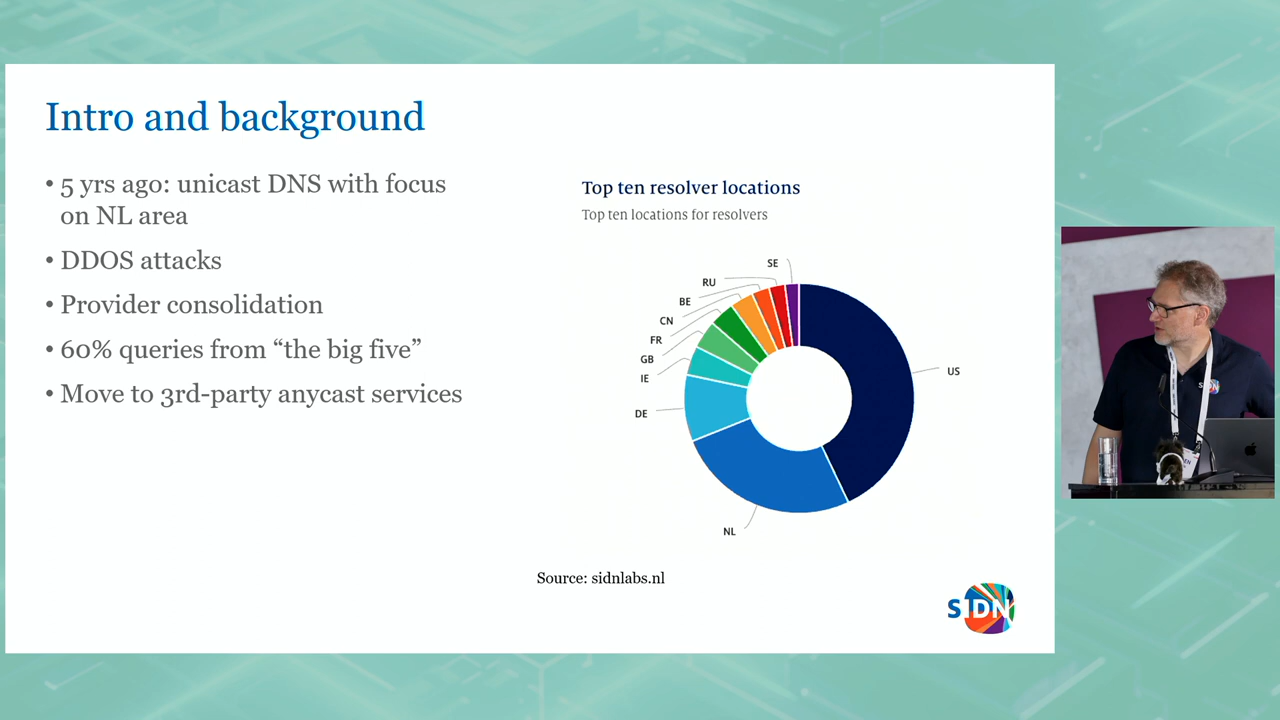 Intro and background
• 5 yrs ago: unicast DNS with focus
on NL area
• DDOS attacks
• Provider consolidation
• 60% queries from “the big five”
• Move to 3rd-party anycast services
Top ten resolver locations
Top ten locations for resolvers
SE
RU
BE
CN
FR
GB
IE
DE
US
NL
Source: sidnlabs.nl
SIDN